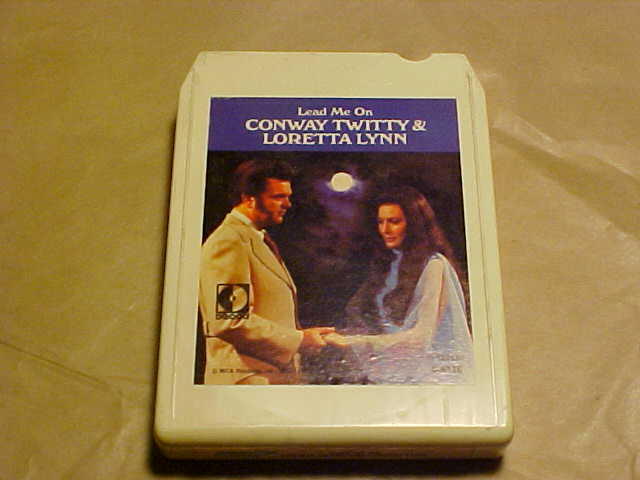 Lead Me On
CONWAY TWITTY &
LORETTA LYNN
DECCA